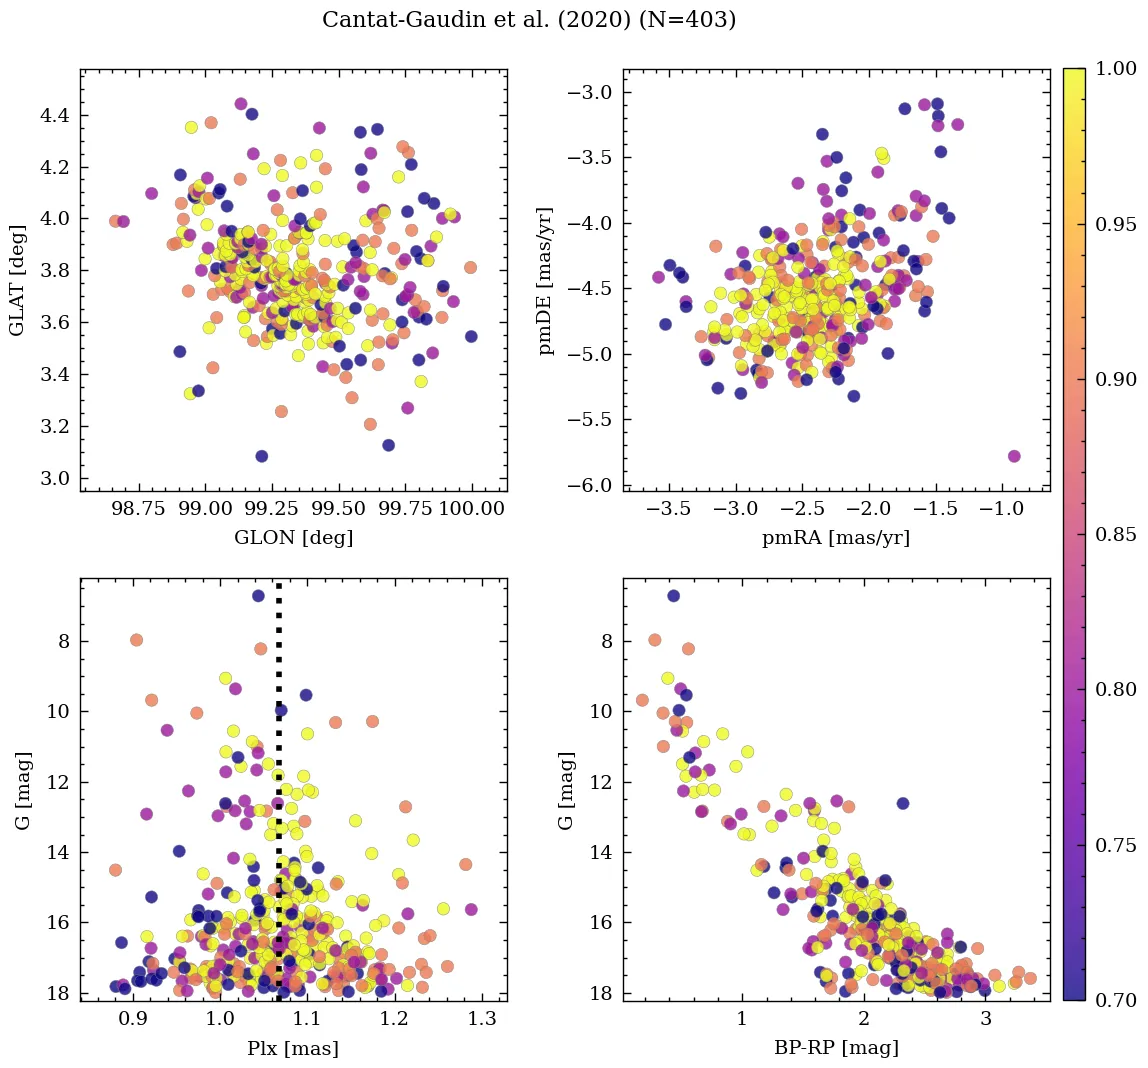 Cantat-Gaudin et al. (2020) (N=403)
GLAT [deg]
4.4
4.2
4.0
3.8
3.6
3.4
3.2
3.0
98.75 99.00 99.25 99.50 99.75 100.00
GLON [deg]
pmDE [mas/yr]
−3.0
−3.5
−4.0
−4.5
−5.0
−5.5
−6.0
−3.5 −3.0 −2.5 −2.0 −1.5 −1.0
pmRA [mas/yr]
G [mag]
8
10
12
14
16
18
0.9 1.0 1.1 1.2 1.3
Plx [mas]
G [mag]
8
10
12
14
16
18
1 2 3
BP-RP [mag]
1.00
0.95
0.90
0.85
0.80
0.75
0.70